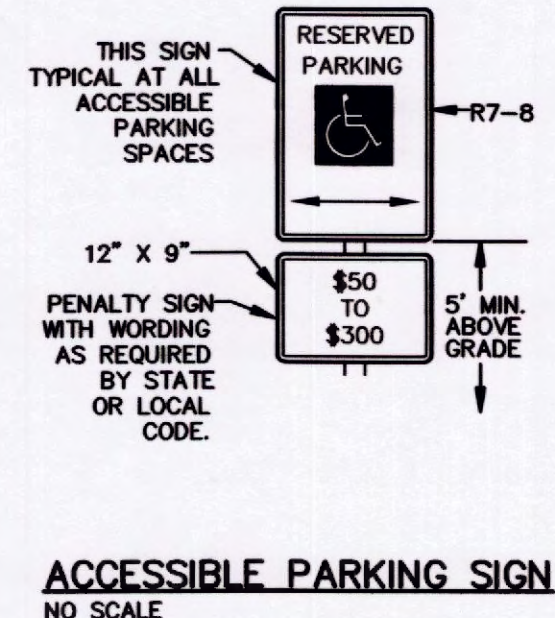 THIS SIGN
TYPICAL AT ALL
ACCESSIBLE
PARKING
SPACES
RESERVED
PARKING
R7-8
12" X 9"
PENALTY SIGN
WITH WORDING
AS REQUIRED
BY STATE
OR LOCAL
CODE.
$50
TO
$300
5' MIN.
ABOVE
GRADE
ACCESSIBLE PARKING SIGN
NO SCALE